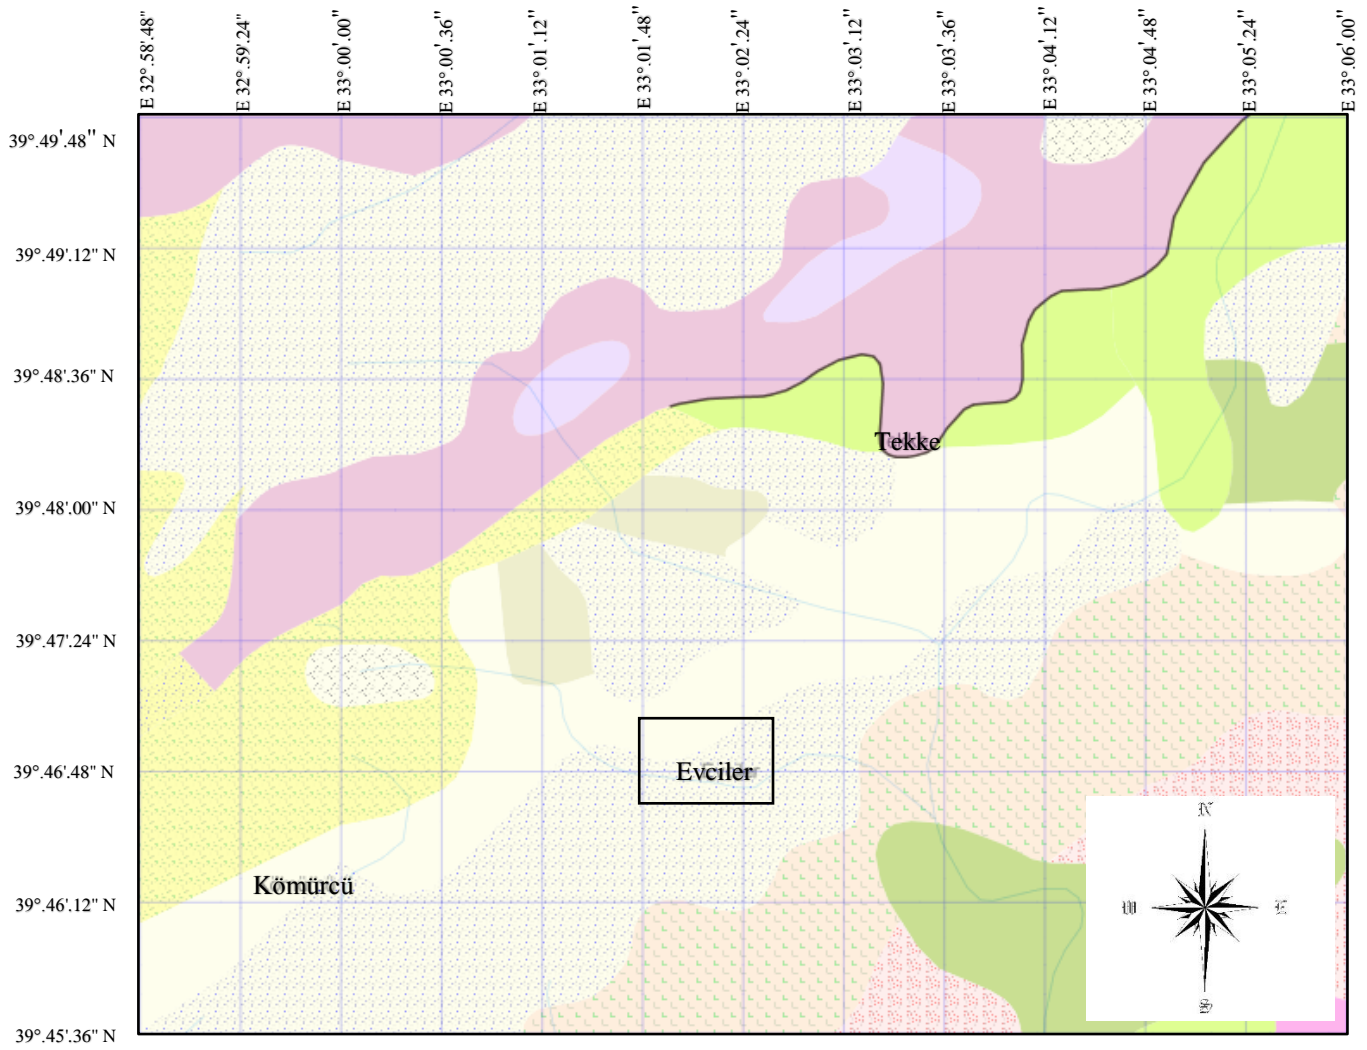 E 32°.58'.48"
E 32°.59'.24"
E 33°.00'.00"
E 33°.00'.36"
E 33°.01'.12"
E 33°.01'.48"
E 33°.02'.24"
E 33°.03'.12"
E 33°.03'.36"
E 33°.04'.12"
E 33°.04'.48"
E 33°.05'.24"
E 33°.06'.00"
39°.49'.48" N
39°.49'.12" N
39°.48'.36" N
Tekke
39°.48'.00" N
39°.47'.24" N
39°.46'.48" N
Evciler
N
Kömürcü
39°.46'.12" N
W E
S
39°.45'.36" N